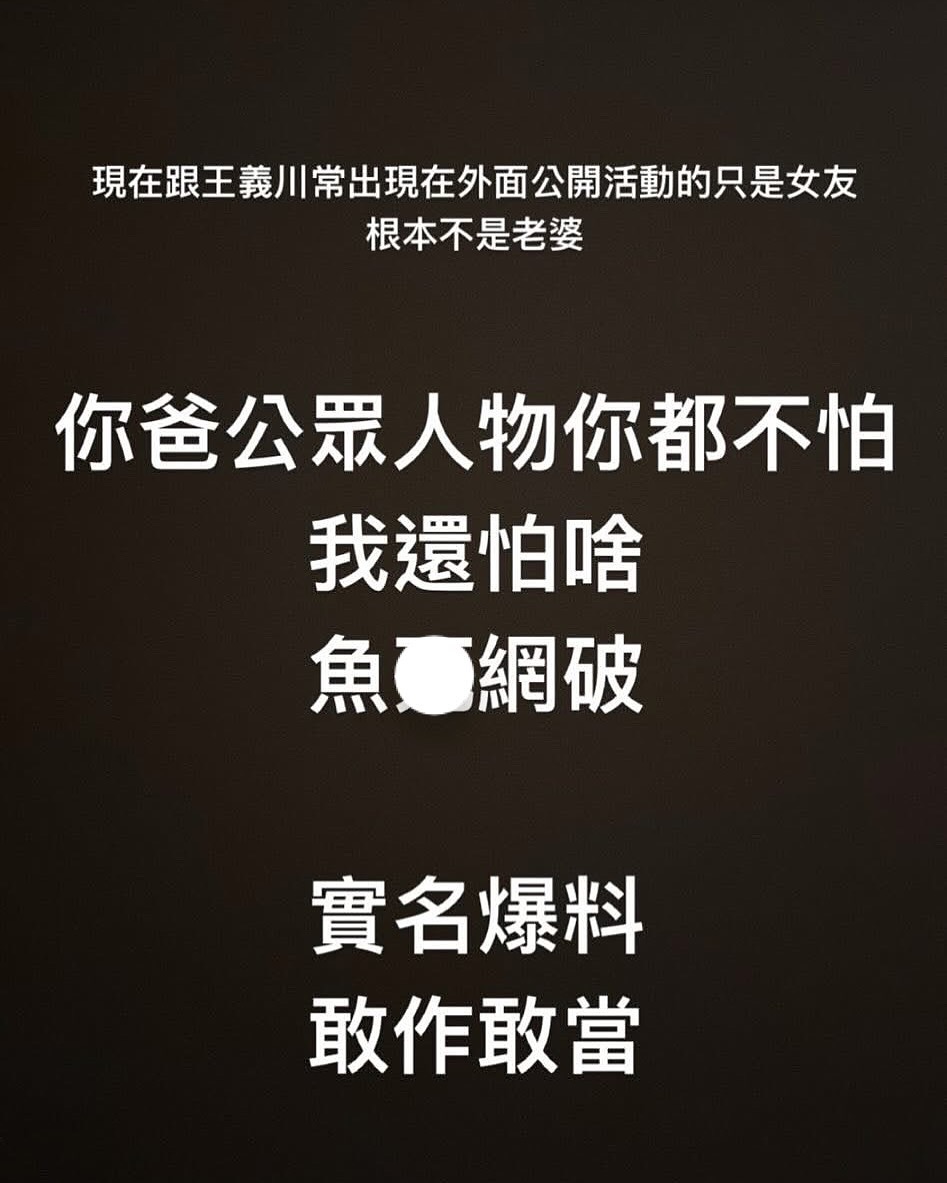 現在跟王義川常出現在外面公開活動的只是女友
根本不是老婆
你爸公眾人物你都不怕
我還怕啥
魚網破
實名爆料
敢作敢當